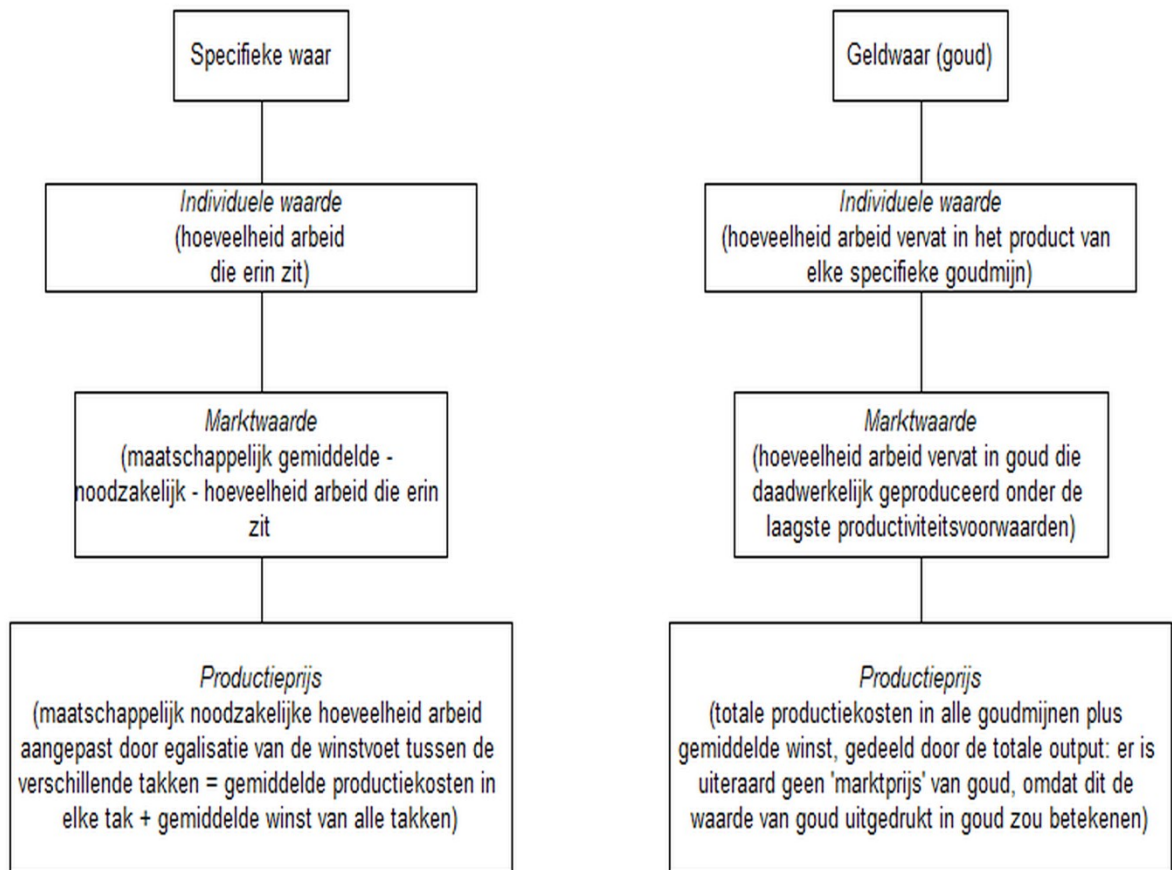 Specifieke waar
Individuele waarde
(hoeveelheid arbeid
die erin zit)
Marktwaarde
(maatschappelijk gemiddelde -
noodzakelijk - hoeveelheid arbeid die erin
zit
Productieprijs
(maatschappelijk noodzakelijke hoeveelheid arbeid
aangepast door egalisatie van de winstvoet tussen de
verschillende takken = gemiddelde productiekosten in
elke tak + gemiddelde winst van alle takken)
Geldwaar (goud)
Individuele waarde
(hoeveelheid arbeid vervat in het product van
elke specifieke goudmijn)
Marktwaarde
(hoeveelheid arbeid vervat in goud die
daadwerkelijk geproduceerd onder de
laagste productiviteitsvoorwaarden)
Productieprijs
(totale productiekosten in alle goudmijnen plus
gemiddelde winst, gedeeld door de totale output: er is
uiteraard geen 'marktprijs' van goud, omdat dit de
waarde van goud uitgedrukt in goud zou betekenen)